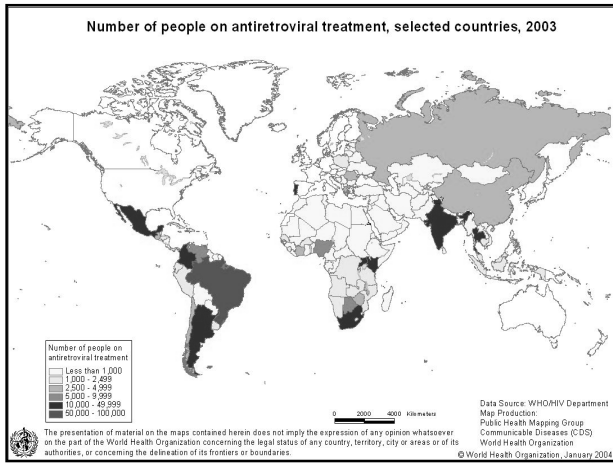 Number of people on antiretroviral treatment, selected countries, 2003
Number of people on
antiretroviral treatment
Less than 1,000
1,000 - 2,499
2,500 - 4,999
5,000 - 9,999
10,000 - 49,999
50,000 - 100,000
0 2000 4000 Kilometers
Data Source: WHO/HIV Department
Map Production:
Public Health Mapping Group
Communicable Diseases (CDS)
World Health Organization
© World Health Organization, January 2004
The presentation of material on the maps contained herein does not imply the expression of any opinion whatsoever
on the part of the World Health Organization concerning the legal status of any country, territory, city or areas or of its
authorities, or concerning the delineation of its frontiers or boundaries.